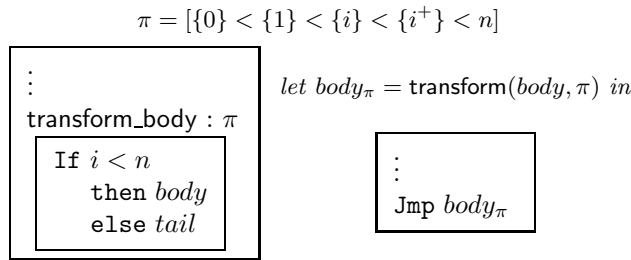 π = [{0} < {1} < {i} < {i⁺} < n]
⋮
transform_body : π
If i < n
then body
else tail
let body_π = transform(body, π) in
⋮
Jmp body_π